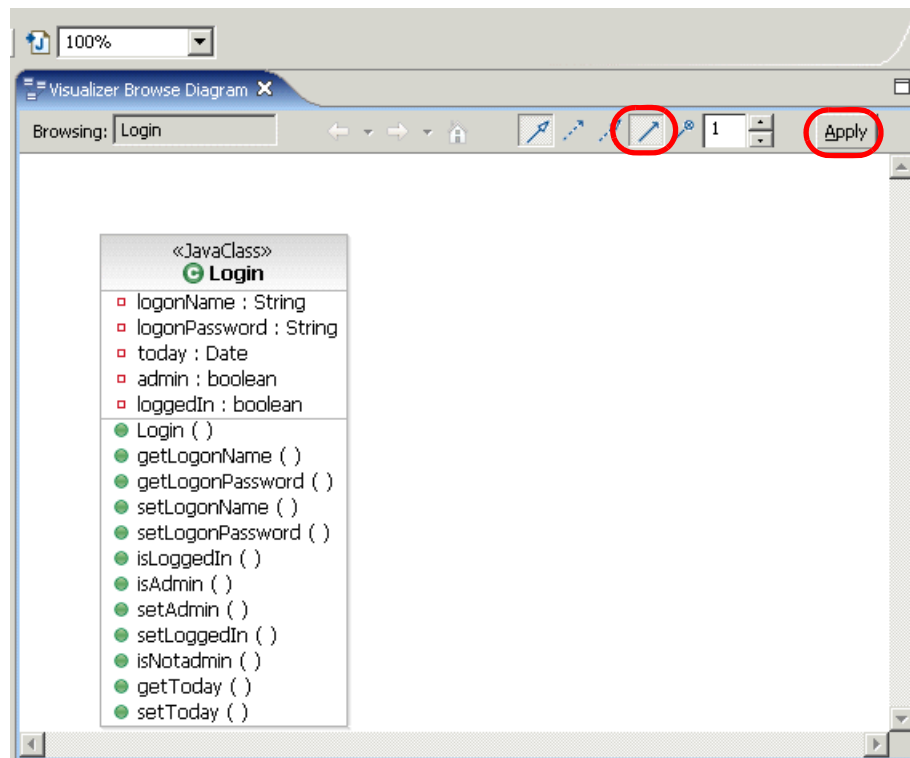 100%
Visualizer Browse Diagram
Browsing: Login 1 Apply
«JavaClass»
C Login
logonName : String
logonPassword : String
today : Date
admin : boolean
loggedIn : boolean
Login ( )
getLogonName ( )
getLogonPassword ( )
setLogonName ( )
setLogonPassword ( )
isLoggedIn ( )
isAdmin ( )
setAdmin ( )
setLoggedIn ( )
isNotadmin ( )
getToday ( )
setToday ( )